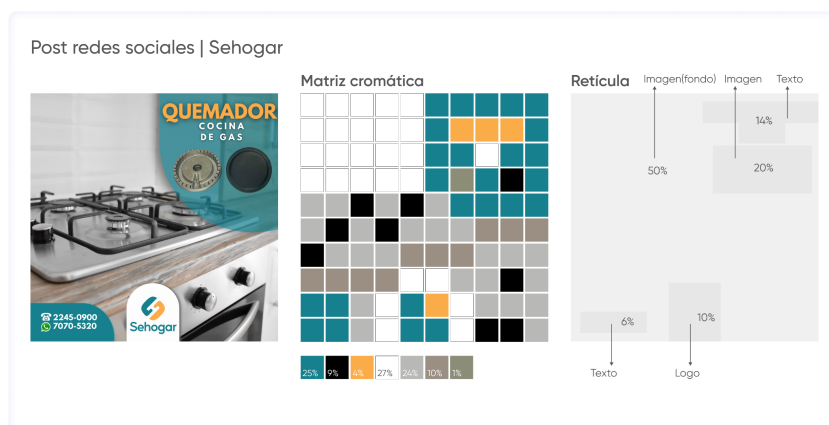 Post redes sociales | Sehogar
Matriz cromática
Retícula
Imagen(fondo)
Imagen
Texto
QUEMADOR
COCINA
DE GAS
2245-0900
7070-5320
Sehogar
14%
20%
50%
6%
10%
Texto
Logo
25%
9%
4%
27%
24%
10%
1%